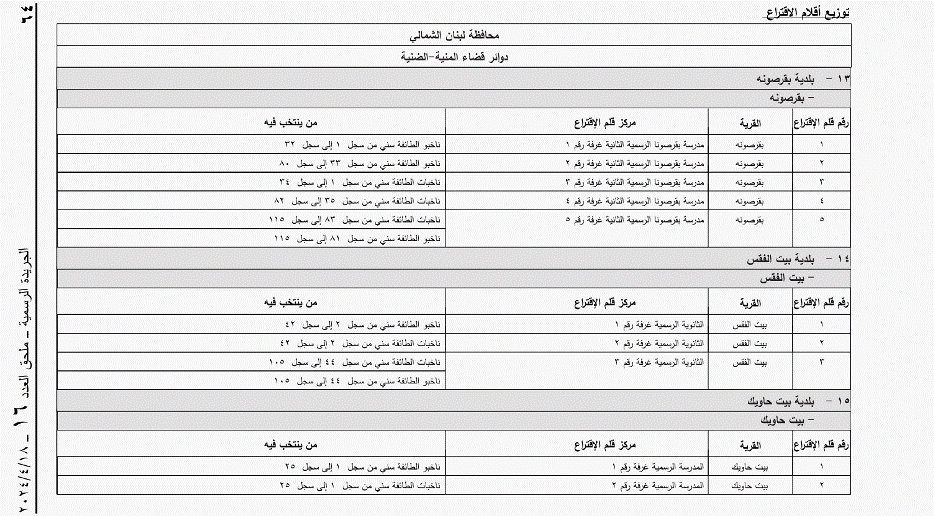 توزيع أقلام الاقتراع
محافظة لبنان الشمالي
دوائر قضاء المنية-الضنية
١٣ - بلدية بقرصونه
- بقرصونه
رقم قلم الإقتراع القرية مركز قلم الإقتراع من ينتخب فيه
١ بقرصونه مدرسة بقرصونا الرسمية الثانية غرفة رقم ١ ناخبو الطائفة سني من سجل ١ إلى سجل ٣٢
٢ بقرصونه مدرسة بقرصونا الرسمية الثانية غرفة رقم ٢ ناخبو الطائفة سني من سجل ٣٣ إلى سجل ٨٠
٣ بقرصونه مدرسة بقرصونا الرسمية الثانية غرفة رقم ٣ ناخبات الطائفة سني من سجل ١ إلى سجل ٣٤
٤ بقرصونه مدرسة بقرصونا الرسمية الثانية غرفة رقم ٤ ناخبات الطائفة سني من سجل ٣٥ إلى سجل ٨٢
٥ بقرصونه مدرسة بقرصونا الرسمية الثانية غرفة رقم ٥ ناخبات الطائفة سني من سجل ٨٣ إلى سجل ١١٥
ناخبو الطائفة سني من سجل ٨١ إلى سجل ١١٥
١٤ - بلدية بيت الفقس
- بيت الفقس
رقم قلم الإقتراع القرية مركز قلم الإقتراع من ينتخب فيه
١ بيت الفقس الثانوية الرسمية غرفة رقم ١ ناخبو الطائفة سني من سجل ٢ إلى سجل ٤٢
٢ بيت الفقس الثانوية الرسمية غرفة رقم ٢ ناخبات الطائفة سني من سجل ٢ إلى سجل ٤٢
٣ بيت الفقس الثانوية الرسمية غرفة رقم ٣ ناخبات الطائفة سني من سجل ٤٤ إلى سجل ١٠٥
ناخبو الطائفة سني من سجل ٤٤ إلى سجل ١٠٥
١٥ - بلدية بيت حاويك
- بيت حاويك
رقم قلم الإقتراع القرية مركز قلم الإقتراع من ينتخب فيه
١ بيت حاويك المدرسة الرسمية غرفة رقم ١ ناخبو الطائفة سني من سجل ١ إلى سجل ٢٥
٢ بيت حاويك المدرسة الرسمية غرفة رقم ٢ ناخبات الطائفة سني من سجل ١ إلى سجل ٢٥
٦٤
الجريدة الرسمية – ملحق العدد ١٦ – ٢٠٢٤/٤/١٨